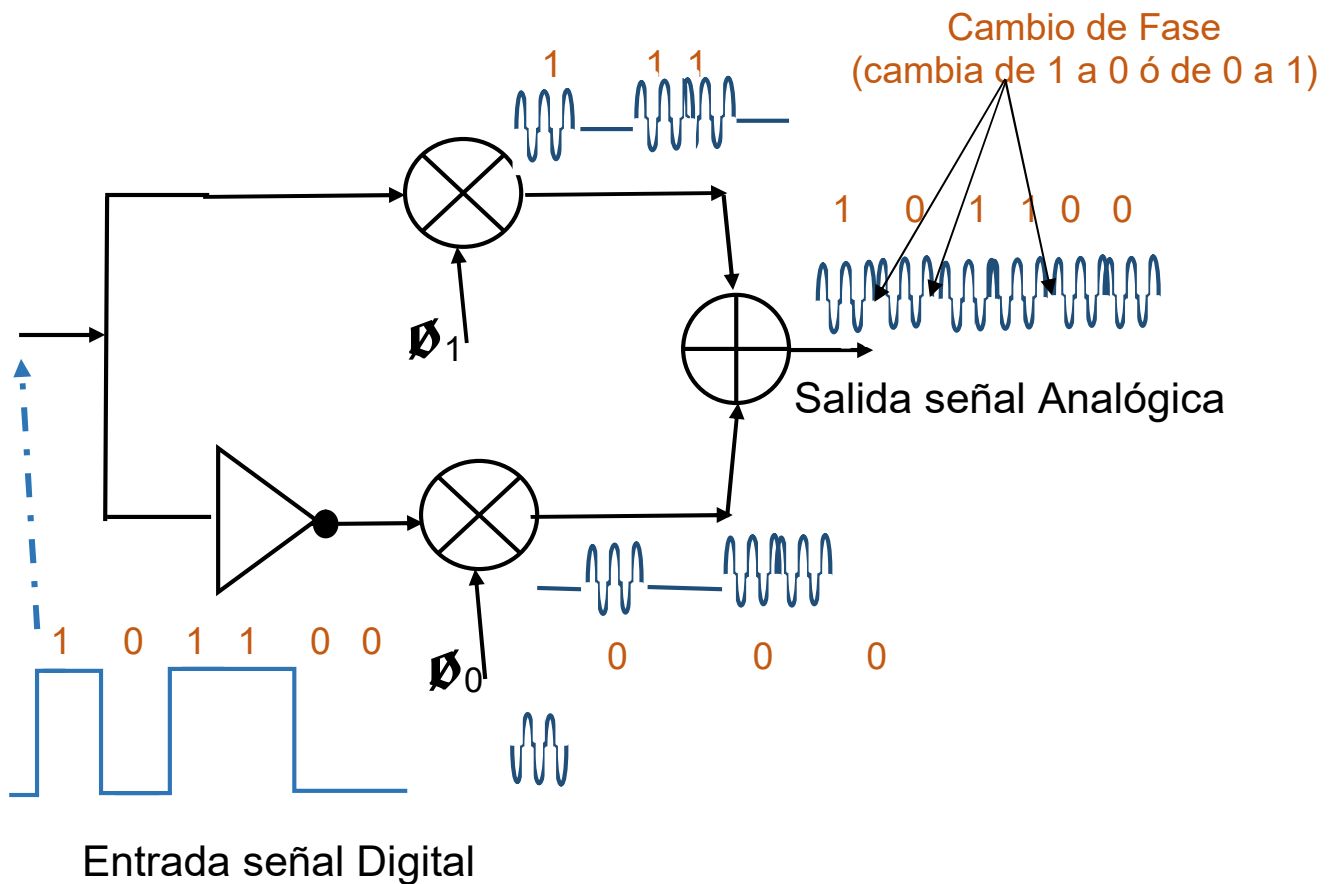 Cambio de Fase
(cambia de 1 a 0 ó de 0 a 1)
1 1 1
1 0 1 1 0 0
Ø1
Salida señal Analógica
1 0 1 1 0 0
Ø0
0 0 0
Entrada señal Digital